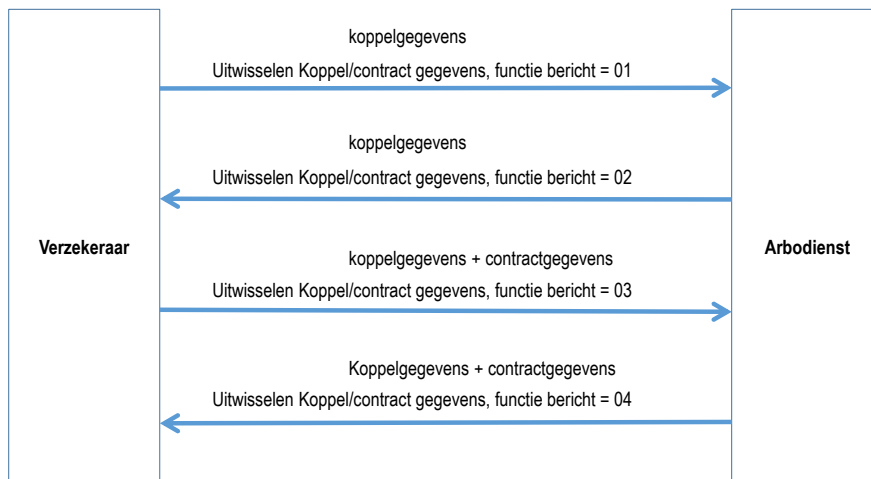 koppelgegevens
Uitwisselen Koppel/contract gegevens, functie bericht = 01
koppelgegevens
Uitwisselen Koppel/contract gegevens, functie bericht = 02
Verzekeraar
Arbodienst
koppelgegevens + contractgegevens
Uitwisselen Koppel/contract gegevens, functie bericht = 03
Koppelgegevens + contractgegevens
Uitwisselen Koppel/contract gegevens, functie bericht = 04